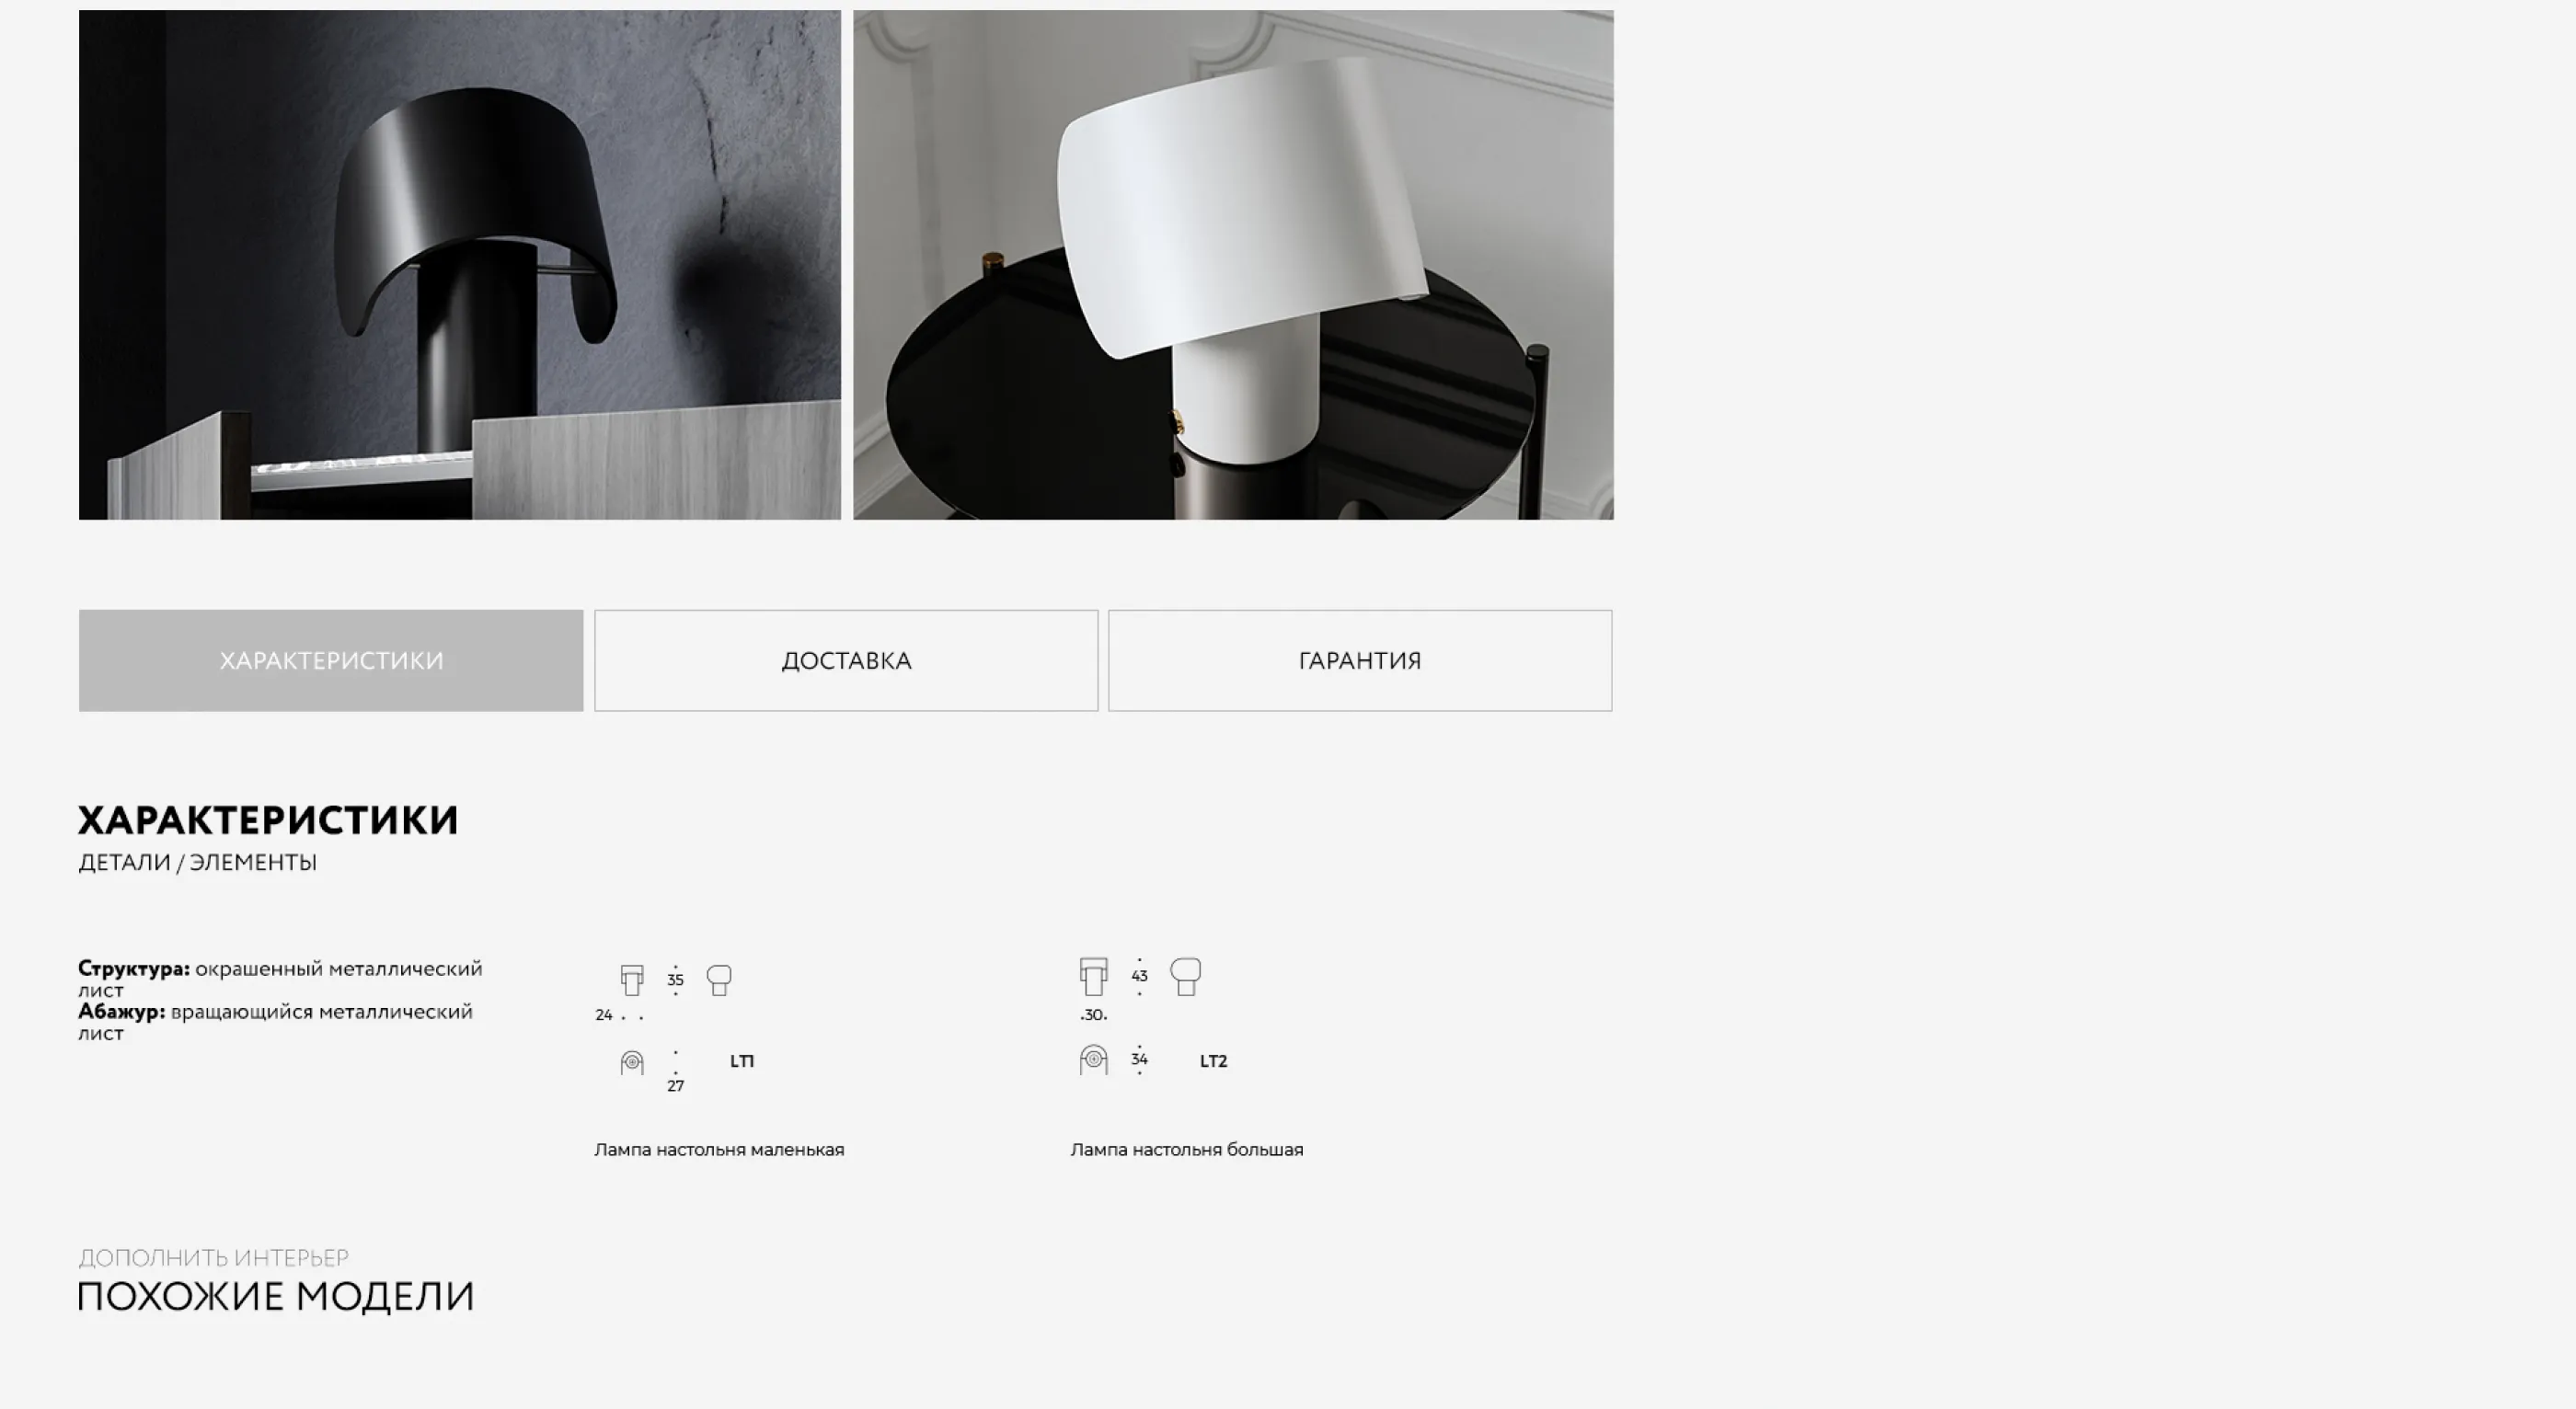 ХАРАКТЕРИСТИКИ
ДОСТАВКА
ГАРАНТИЯ
ХАРАКТЕРИСТИКИ
ДЕТАЛИ / ЭЛЕМЕНТЫ
Структура: окрашенный металлический
лист
Абажур: вращающийся металлический
лист
35
24
27
LT1
Лампа настольня маленькая
43
30
34
LT2
Лампа настольня большая
ДОПОЛНИТЬ ИНТЕРЬЕР
ПОХОЖИЕ МОДЕЛИ